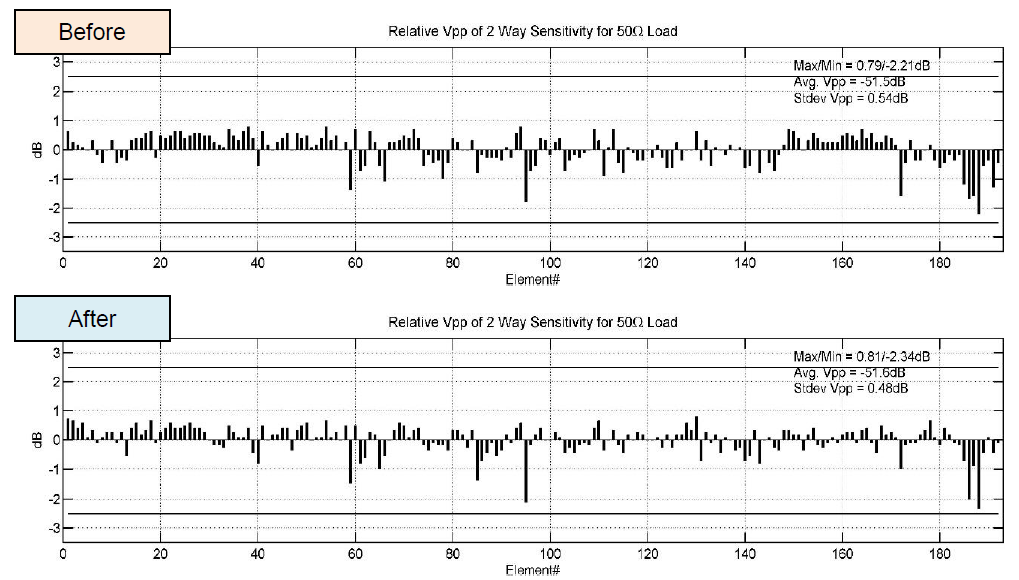 Before
Relative Vpp of 2 Way Sensitivity for 50Ω Load
Max/Min = 0.79/-2.21dB
Avg. Vpp = -51.5dB
Stdev Vpp = 0.54dB
3
2
1
0
-1
-2
-3
dB
0 20 40 60 80 100 120 140 160 180
Element#
After
Relative Vpp of 2 Way Sensitivity for 50Ω Load
Max/Min = 0.81/-2.34dB
Avg. Vpp = -51.6dB
Stdev Vpp = 0.48dB
3
2
1
0
-1
-2
-3
dB
0 20 40 60 80 100 120 140 160 180
Element#